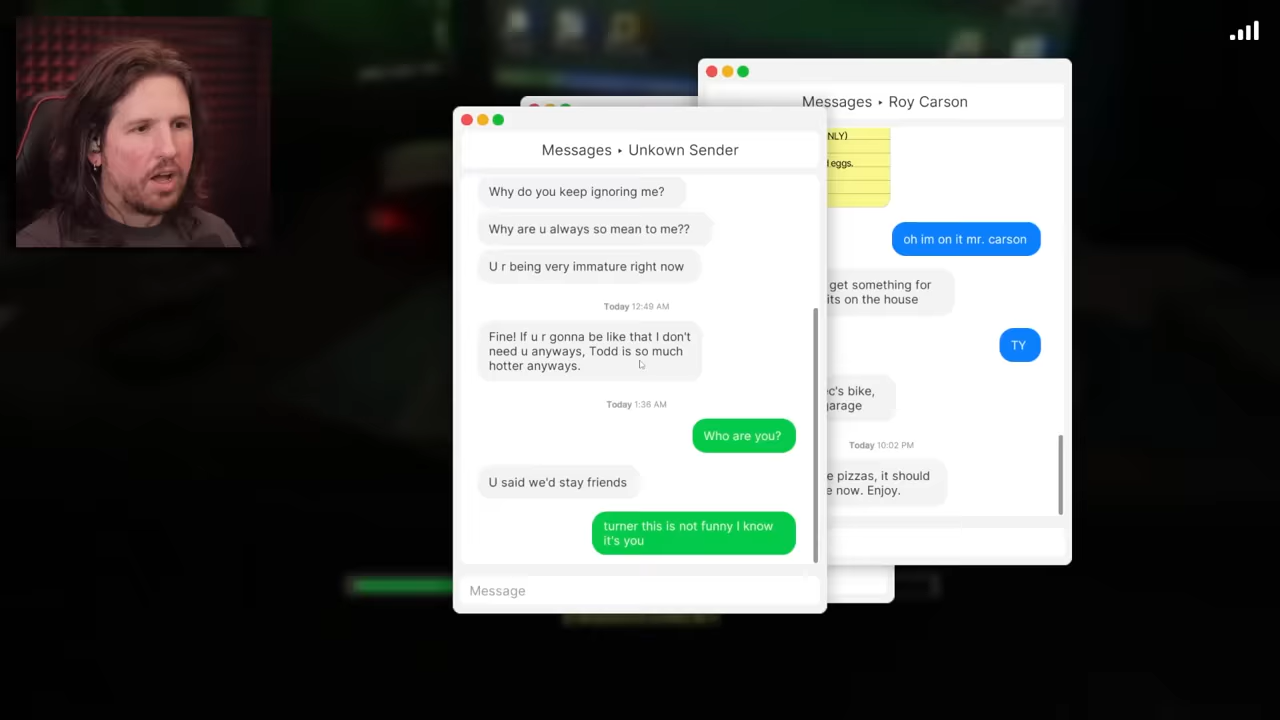 Messages ‣ Unkown Sender
Why do you keep ignoring me?
Why are u always so mean to me??
U r being very immature right now
Today 12:49 AM
Fine! If u r gonna be like that I don't
need u anyways, Todd is so much
hotter anyways.
Today 1:36 AM
Who are you?
U said we'd stay friends
turner this is not funny I know
it's you
Message
Messages ‣ Roy Carson
NLY)
eggs.
oh im on it mr. carson
get something for
its on the house
TY
c's bike,
garage
Today 10:02 PM
pizzas, it should
now. Enjoy.